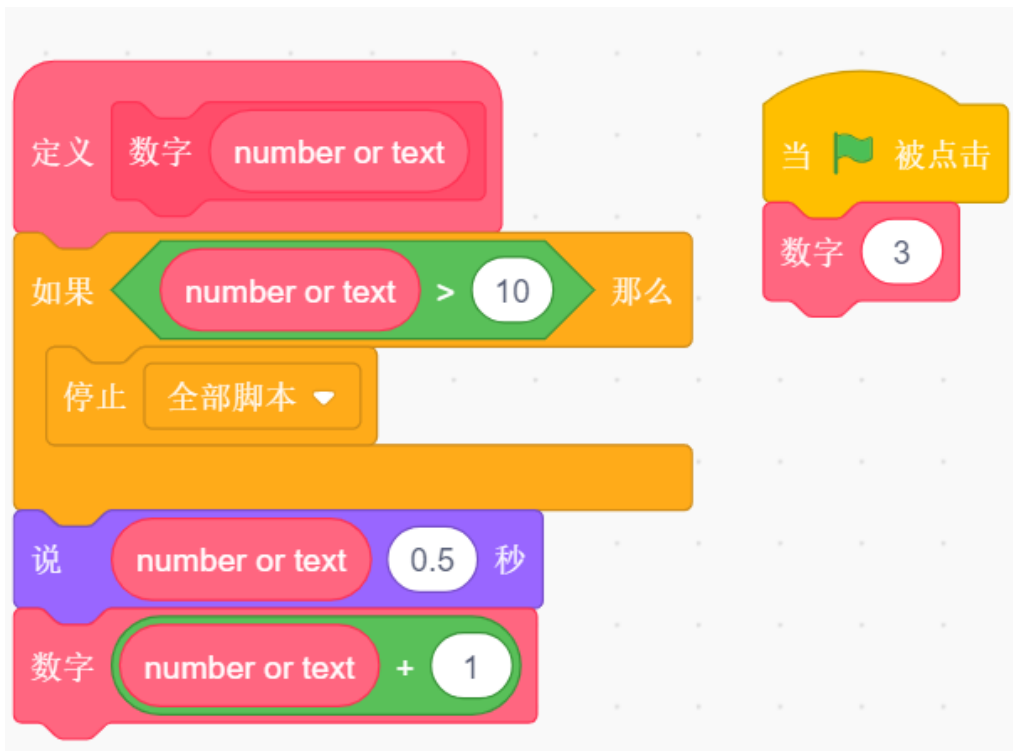 定义 数字 number or text
如果 number or text > 10 那么
停止 全部脚本
说 number or text 0.5 秒
数字 number or text + 1
当 被点击
数字 3